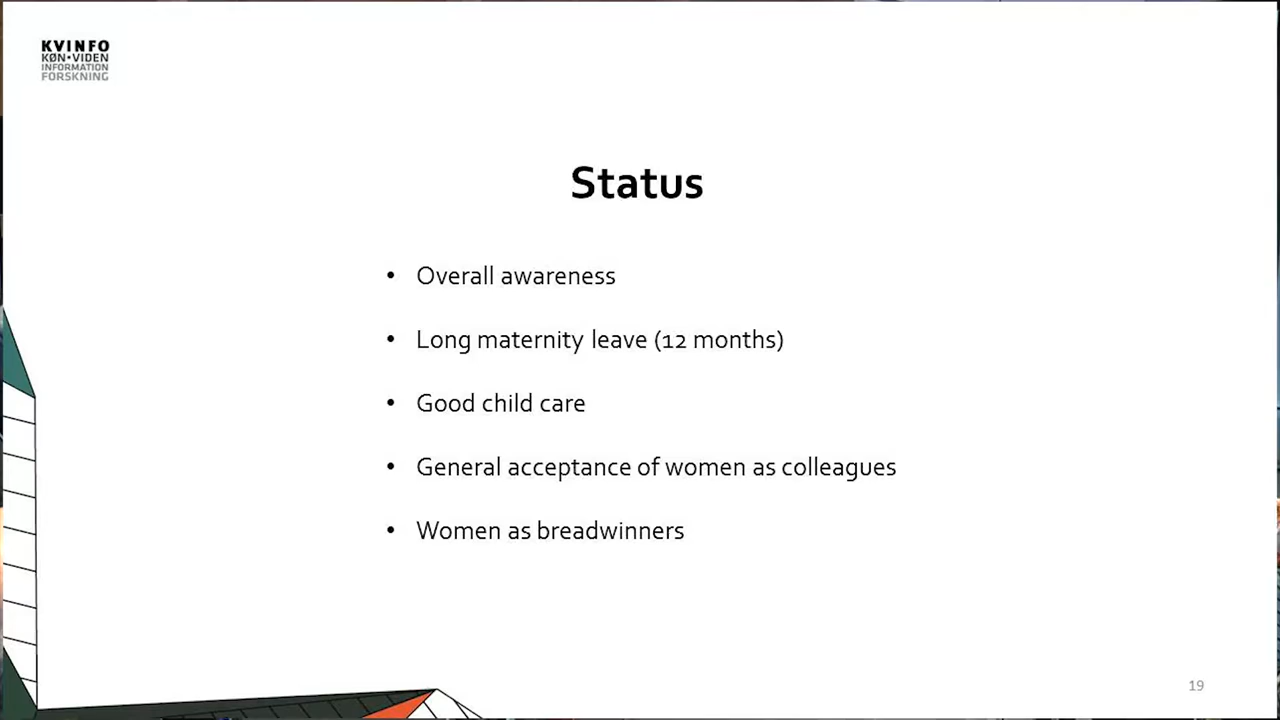 KVINFO
KØN•VIDEN
INFORMATION
FORSKNING
Status
• Overall awareness
• Long maternity leave (12 months)
• Good child care
• General acceptance of women as colleagues
• Women as breadwinners
19